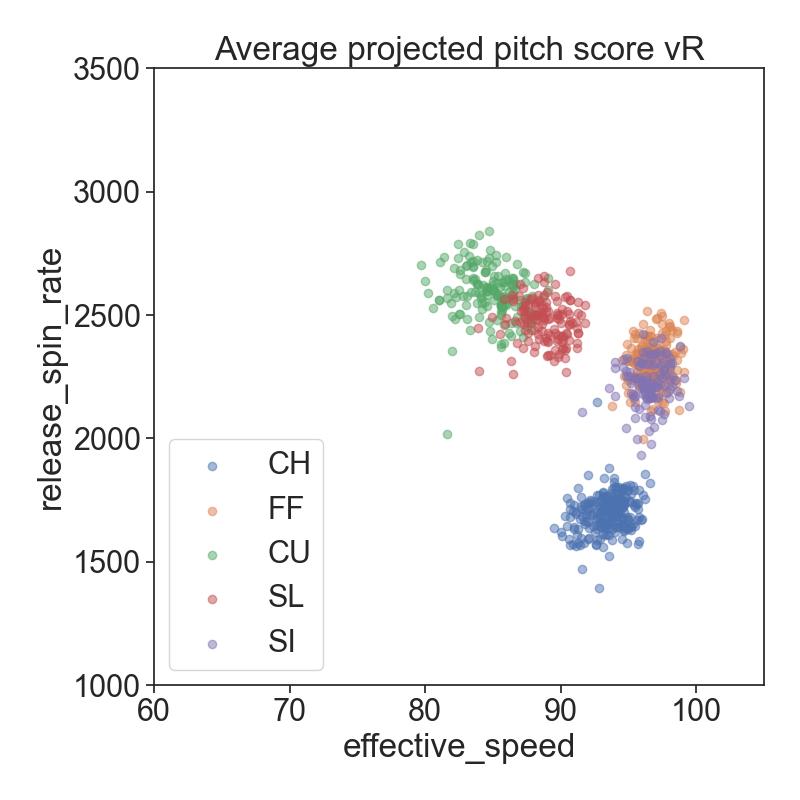 Average projected pitch score vR
3500
3000
2500
2000
1500
1000
release_spin_rate
CH
FF
CU
SL
SI
60 70 80 90 100
effective_speed